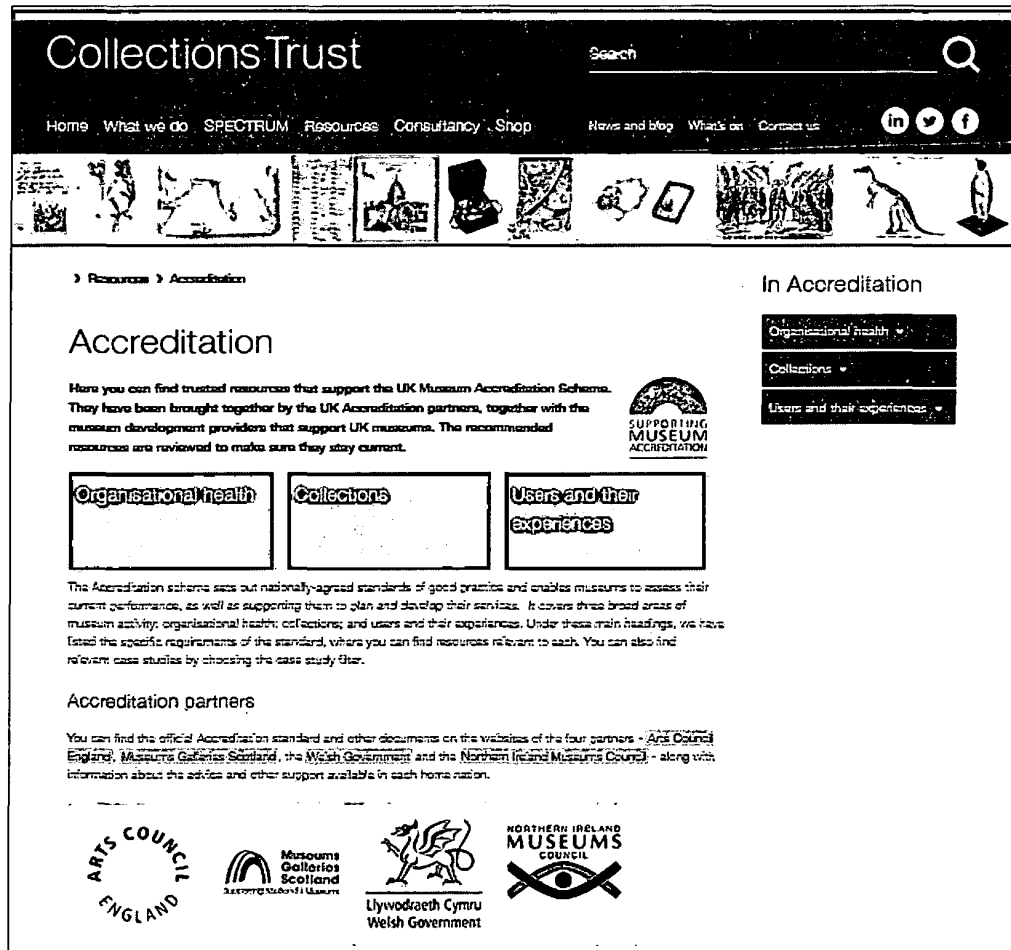 Collections Trust
Search
Home What we do SPECTRUM Resources Consultancy Shop
News and blog What's on Contact us
in f
› Resources › Accreditation
In Accreditation
Organisational health
Collections
Users and their experiences
Accreditation
Here you can find trusted resources that support the UK Museum Accreditation Scheme.
They have been brought together by the UK Accreditation partners, together with the
museum development providers that support UK museums. The recommended
resources are reviewed to make sure they stay current.
SUPPORTING
MUSEUM
ACCREDITATION
Organisational health
Collections
Users and their
experiences
The Accreditation scheme sets out nationally-agreed standards of good practice and enables museums to assess their
current performance, as well as supporting them to plan and develop their services. It covers three broad areas of
museum activity: organisational health; collections; and users and their experiences. Under these main headings, we have
listed the specific requirements of the standard, where you can find resources relevant to each. You can also find
relevant case studies by choosing the case study filter.
Accreditation partners
You can find the official Accreditation standard and other documents on the websites of the four partners - Arts Council
England, Museums Galleries Scotland, the Welsh Government and the Northern Ireland Museums Council - along with
information about the advice and other support available in each home nation.
ARTS COUNCIL
ENGLAND
Museums
Galleries
Scotland
Llywodraeth Cymru
Welsh Government
NORTHERN IRELAND
MUSEUMS
COUNCIL